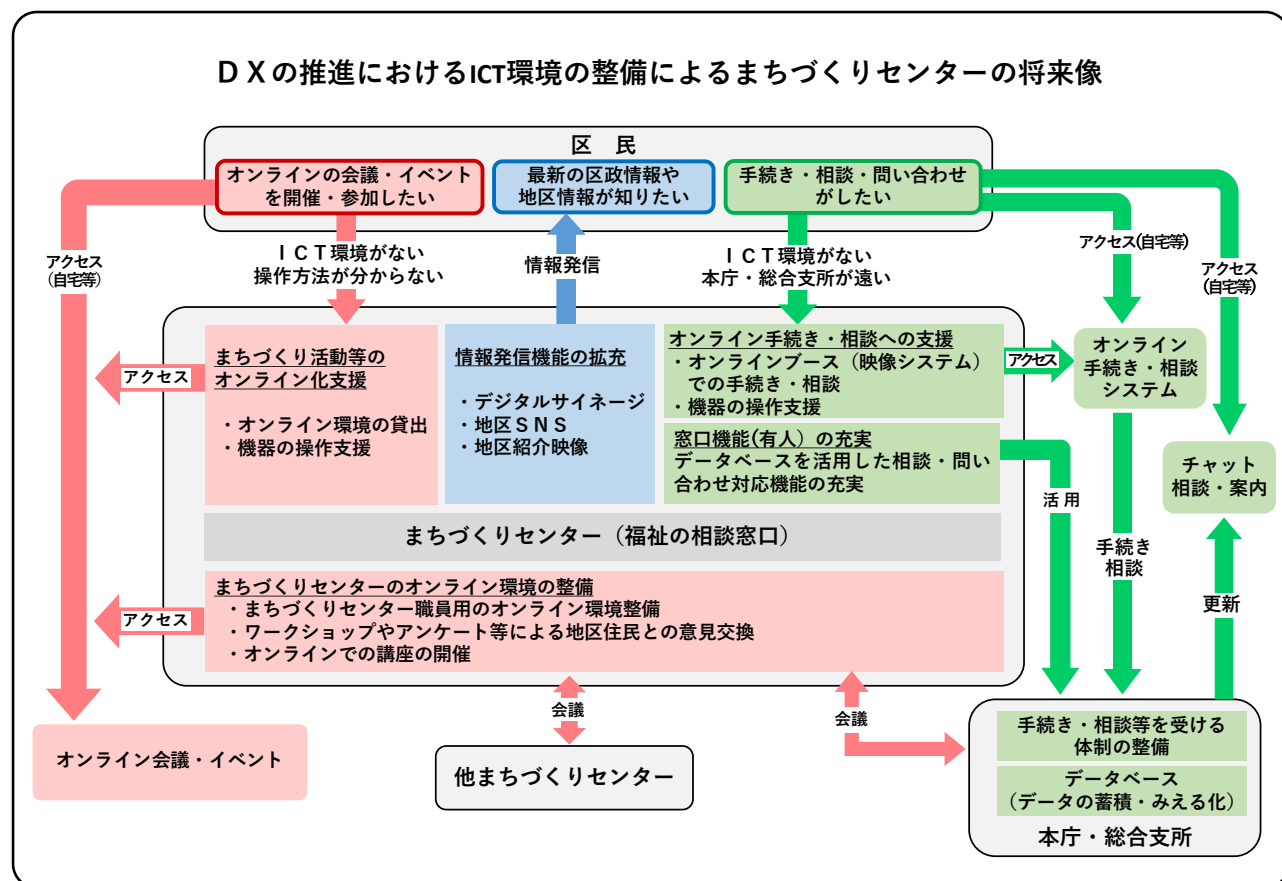 ＤＸの推進におけるICT環境の整備によるまちづくりセンターの将来像
区　民
オンラインの会議・イベント
を開催・参加したい
最新の区政情報や
地区情報が知りたい
手続き・相談・問い合わせ
がしたい
アクセス
（自宅等）
ＩＣＴ環境がない
操作方法が分からない
情報発信
ＩＣＴ環境がない
本庁・総合支所が遠い
アクセス(自宅等)
アクセス
(自宅等)
まちづくり活動等の
オンライン化支援
・オンライン環境の貸出
・機器の操作支援
アクセス
情報発信機能の拡充
・デジタルサイネージ
・地区ＳＮＳ
・地区紹介映像
オンライン手続き・相談への支援
・オンラインブース（映像システム）
での手続き・相談
・機器の操作支援
アクセス
オンライン
手続き・相談
システム
窓口機能(有人）の充実
データベースを活用した相談・問い
合わせ対応機能の充実
活 用
チャット
相談・案内
まちづくりセンター（福祉の相談窓口）
手続き
相談
更新
まちづくりセンターのオンライン環境の整備
・まちづくりセンター職員用のオンライン環境整備
・ワークショップやアンケート等による地区住民との意見交換
・オンラインでの講座の開催
アクセス
会議
会議
オンライン会議・イベント
他まちづくりセンター
手続き・相談等を受ける
体制の整備
データベース
（データの蓄積・みえる化）
本庁・総合支所